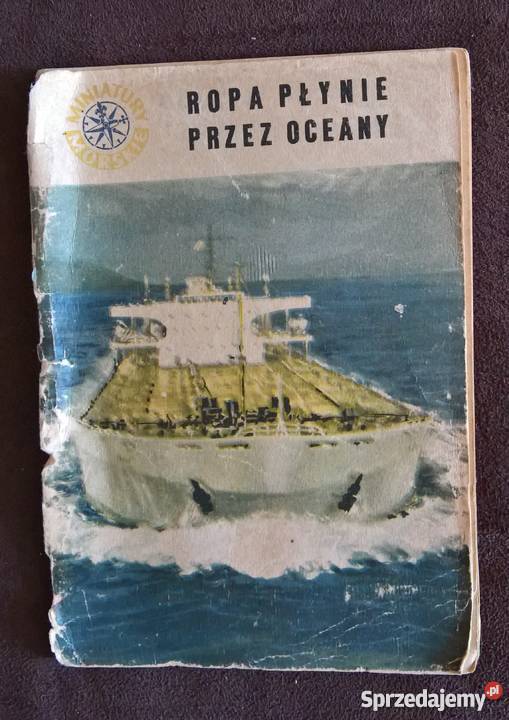 MINIATURY
MORSKIE
ROPA PŁYNIE
PRZEZ OCEANY
Sprzedajemy.pl